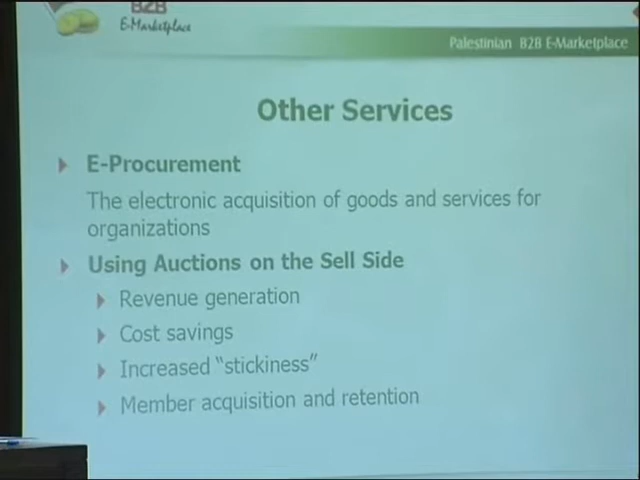 B2B
E-Marketplace
Palestinian B2B E-Marketplace
Other Services
E-Procurement
The electronic acquisition of goods and services for
organizations
Using Auctions on the Sell Side
Revenue generation
Cost savings
Increased “stickiness”
Member acquisition and retention